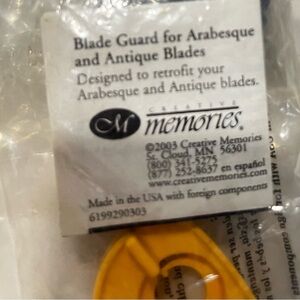 Blade Guard for Arabesque
and Antique Blades
Designed to retrofit your
Arabesque and Antique blades.
CM
CREATIVE
memories®
©2003 Creative Memories
St. Cloud, MN 56301
(800) 341-5275
(877) 252-8637 en español
www.creativememories.com
Made in the USA with foreign components
6199290303